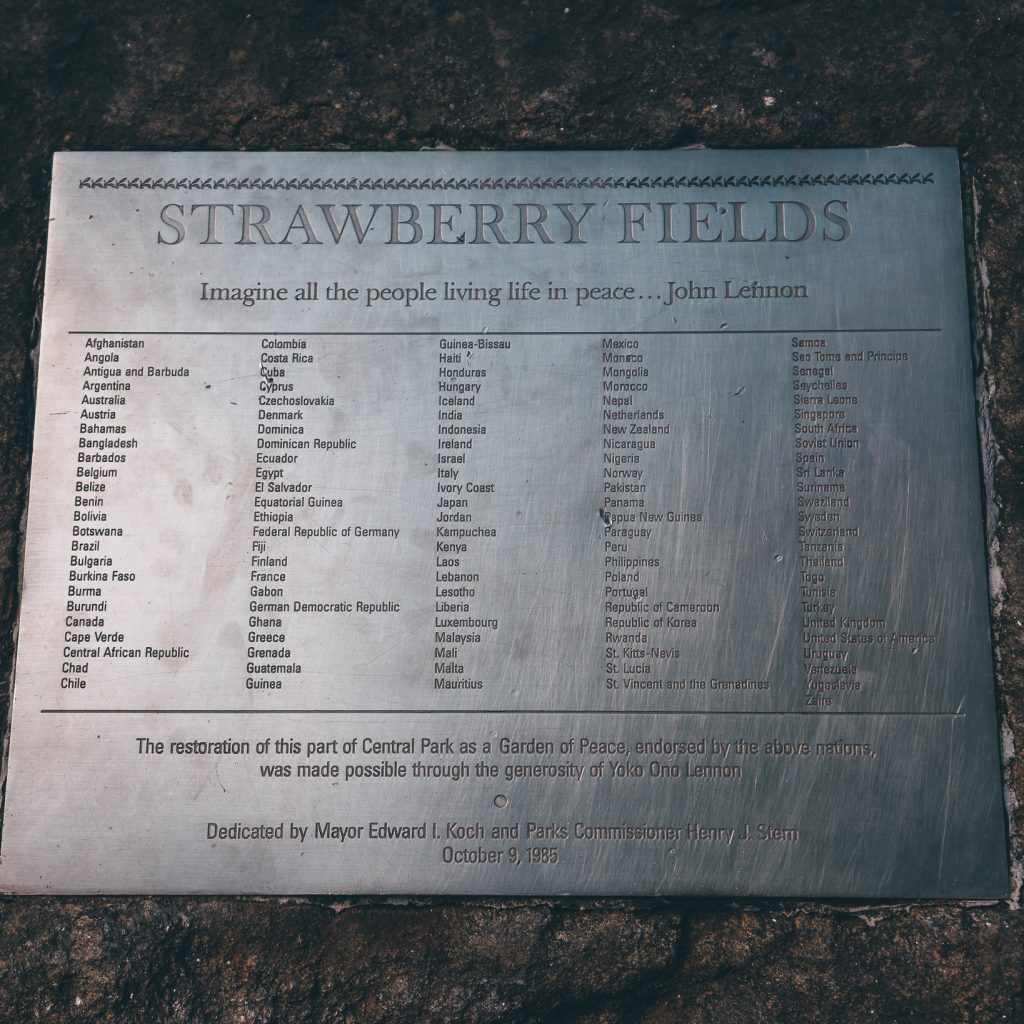 STRAWBERRY FIELDS
Imagine all the people living life in peace...John Lennon
Afghanistan
Angola
Antigua and Barbuda
Argentina
Australia
Austria
Bahamas
Bangladesh
Barbados
Belgium
Belize
Benin
Bolivia
Botswana
Brazil
Bulgaria
Burkina Faso
Burma
Burundi
Canada
Cape Verde
Central African Republic
Chad
Chile
Colombia
Costa Rica
Cuba
Cyprus
Czechoslovakia
Denmark
Dominica
Dominican Republic
Ecuador
Egypt
El Salvador
Equatorial Guinea
Ethiopia
Federal Republic of Germany
Fiji
Finland
France
Gabon
German Democratic Republic
Ghana
Greece
Grenada
Guatemala
Guinea
Guinea-Bissau
Haiti
Honduras
Hungary
Iceland
India
Indonesia
Ireland
Israel
Italy
Ivory Coast
Japan
Jordan
Kampuchea
Kenya
Laos
Lebanon
Lesotho
Liberia
Luxembourg
Malaysia
Mali
Malta
Mauritius
Mexico
Monaco
Mongolia
Morocco
Nepal
Netherlands
New Zealand
Nicaragua
Nigeria
Norway
Pakistan
Panama
Papua New Guinea
Paraguay
Peru
Philippines
Poland
Portugal
Republic of Cameroon
Republic of Korea
Rwanda
St. Kitts-Nevis
St. Lucia
St. Vincent and the Grenadines
Samoa
Sao Tome and Principe
Senegal
Seychelles
Sierra Leone
Singapore
South Africa
Soviet Union
Spain
Sri Lanka
Suriname
Swaziland
Sweden
Switzerland
Tanzania
Thailand
Togo
Tunisia
Turkey
United Kingdom
United States of America
Uruguay
Venezuela
Yugoslavia
Zaire
The restoration of this part of Central Park as a Garden of Peace, endorsed by the above nations,
was made possible through the generosity of Yoko Ono Lennon
Dedicated by Mayor Edward I. Koch and Parks Commissioner Henry J. Stern
October 9, 1985